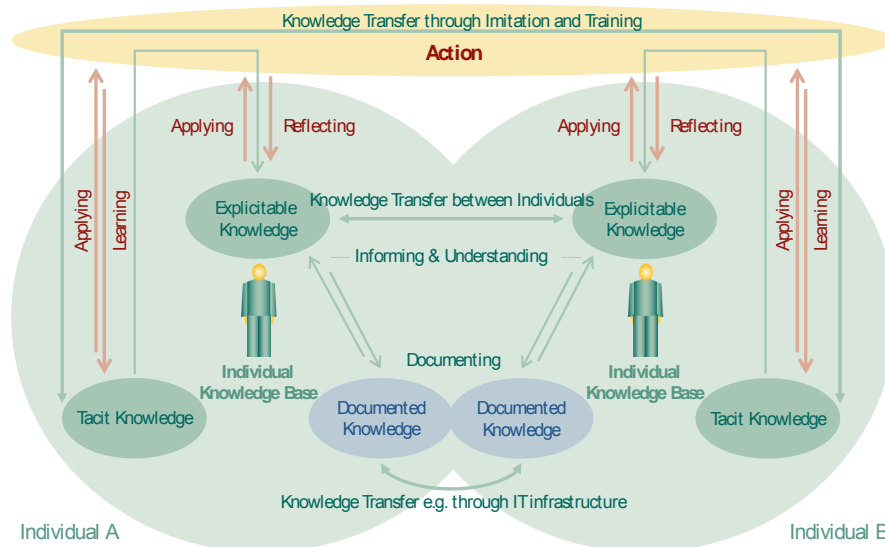 Knowledge Transfer through Imitation and Training
Action
Applying
Reflecting
Applying
Reflecting
Applying
Learning
Applying
Learning
Explicitable
Knowledge
Knowledge Transfer between Individuals
Explicitable
Knowledge
Informing & Understanding
Documenting
Individual
Knowledge Base
Individual
Knowledge Base
Tacit Knowledge
Documented
Knowledge
Documented
Knowledge
Tacit Knowledge
Knowledge Transfer e.g. through IT infrastructure
Individual A
Individual B